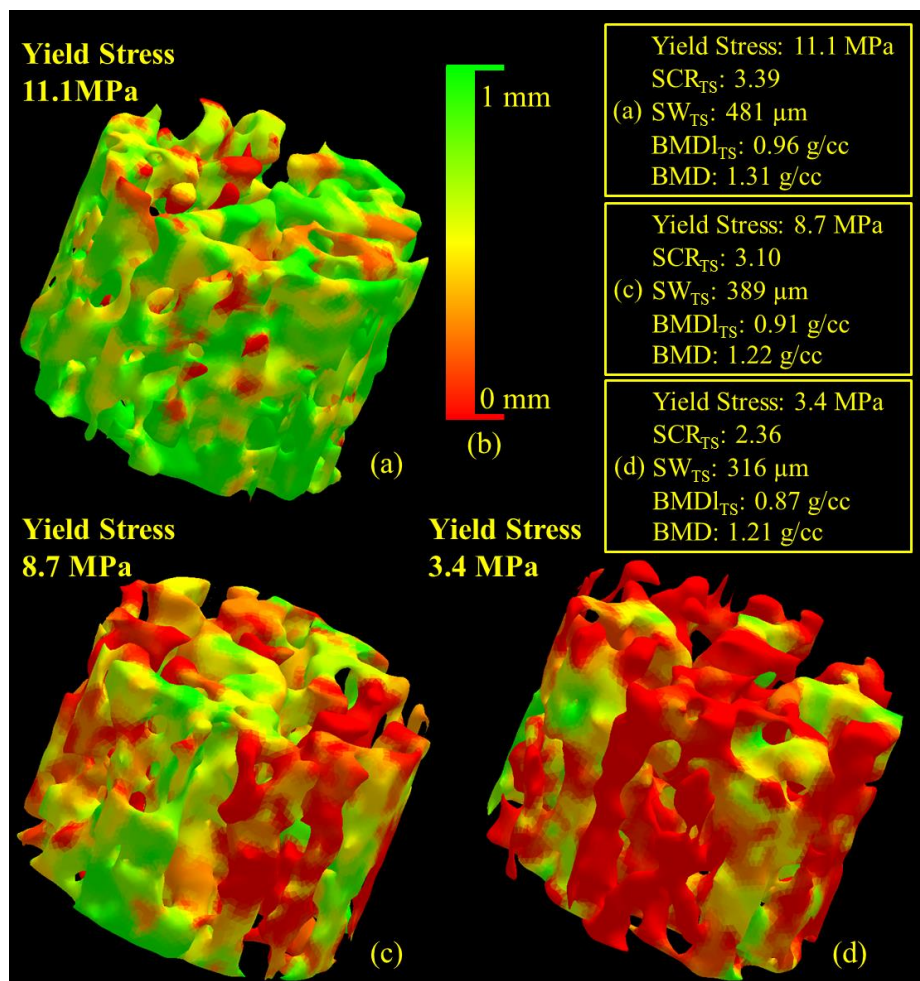 Yield Stress
11.1MPa
(a)
1 mm
0 mm
(b)
Yield Stress: 11.1 MPa
SCR_TS: 3.39
(a) SW_TS: 481 µm
BMDl_TS: 0.96 g/cc
BMD: 1.31 g/cc
Yield Stress: 8.7 MPa
SCR_TS: 3.10
(c) SW_TS: 389 µm
BMDl_TS: 0.91 g/cc
BMD: 1.22 g/cc
Yield Stress: 3.4 MPa
SCR_TS: 2.36
(d) SW_TS: 316 µm
BMDl_TS: 0.87 g/cc
BMD: 1.21 g/cc
Yield Stress
8.7 MPa
(c)
Yield Stress
3.4 MPa
(d)